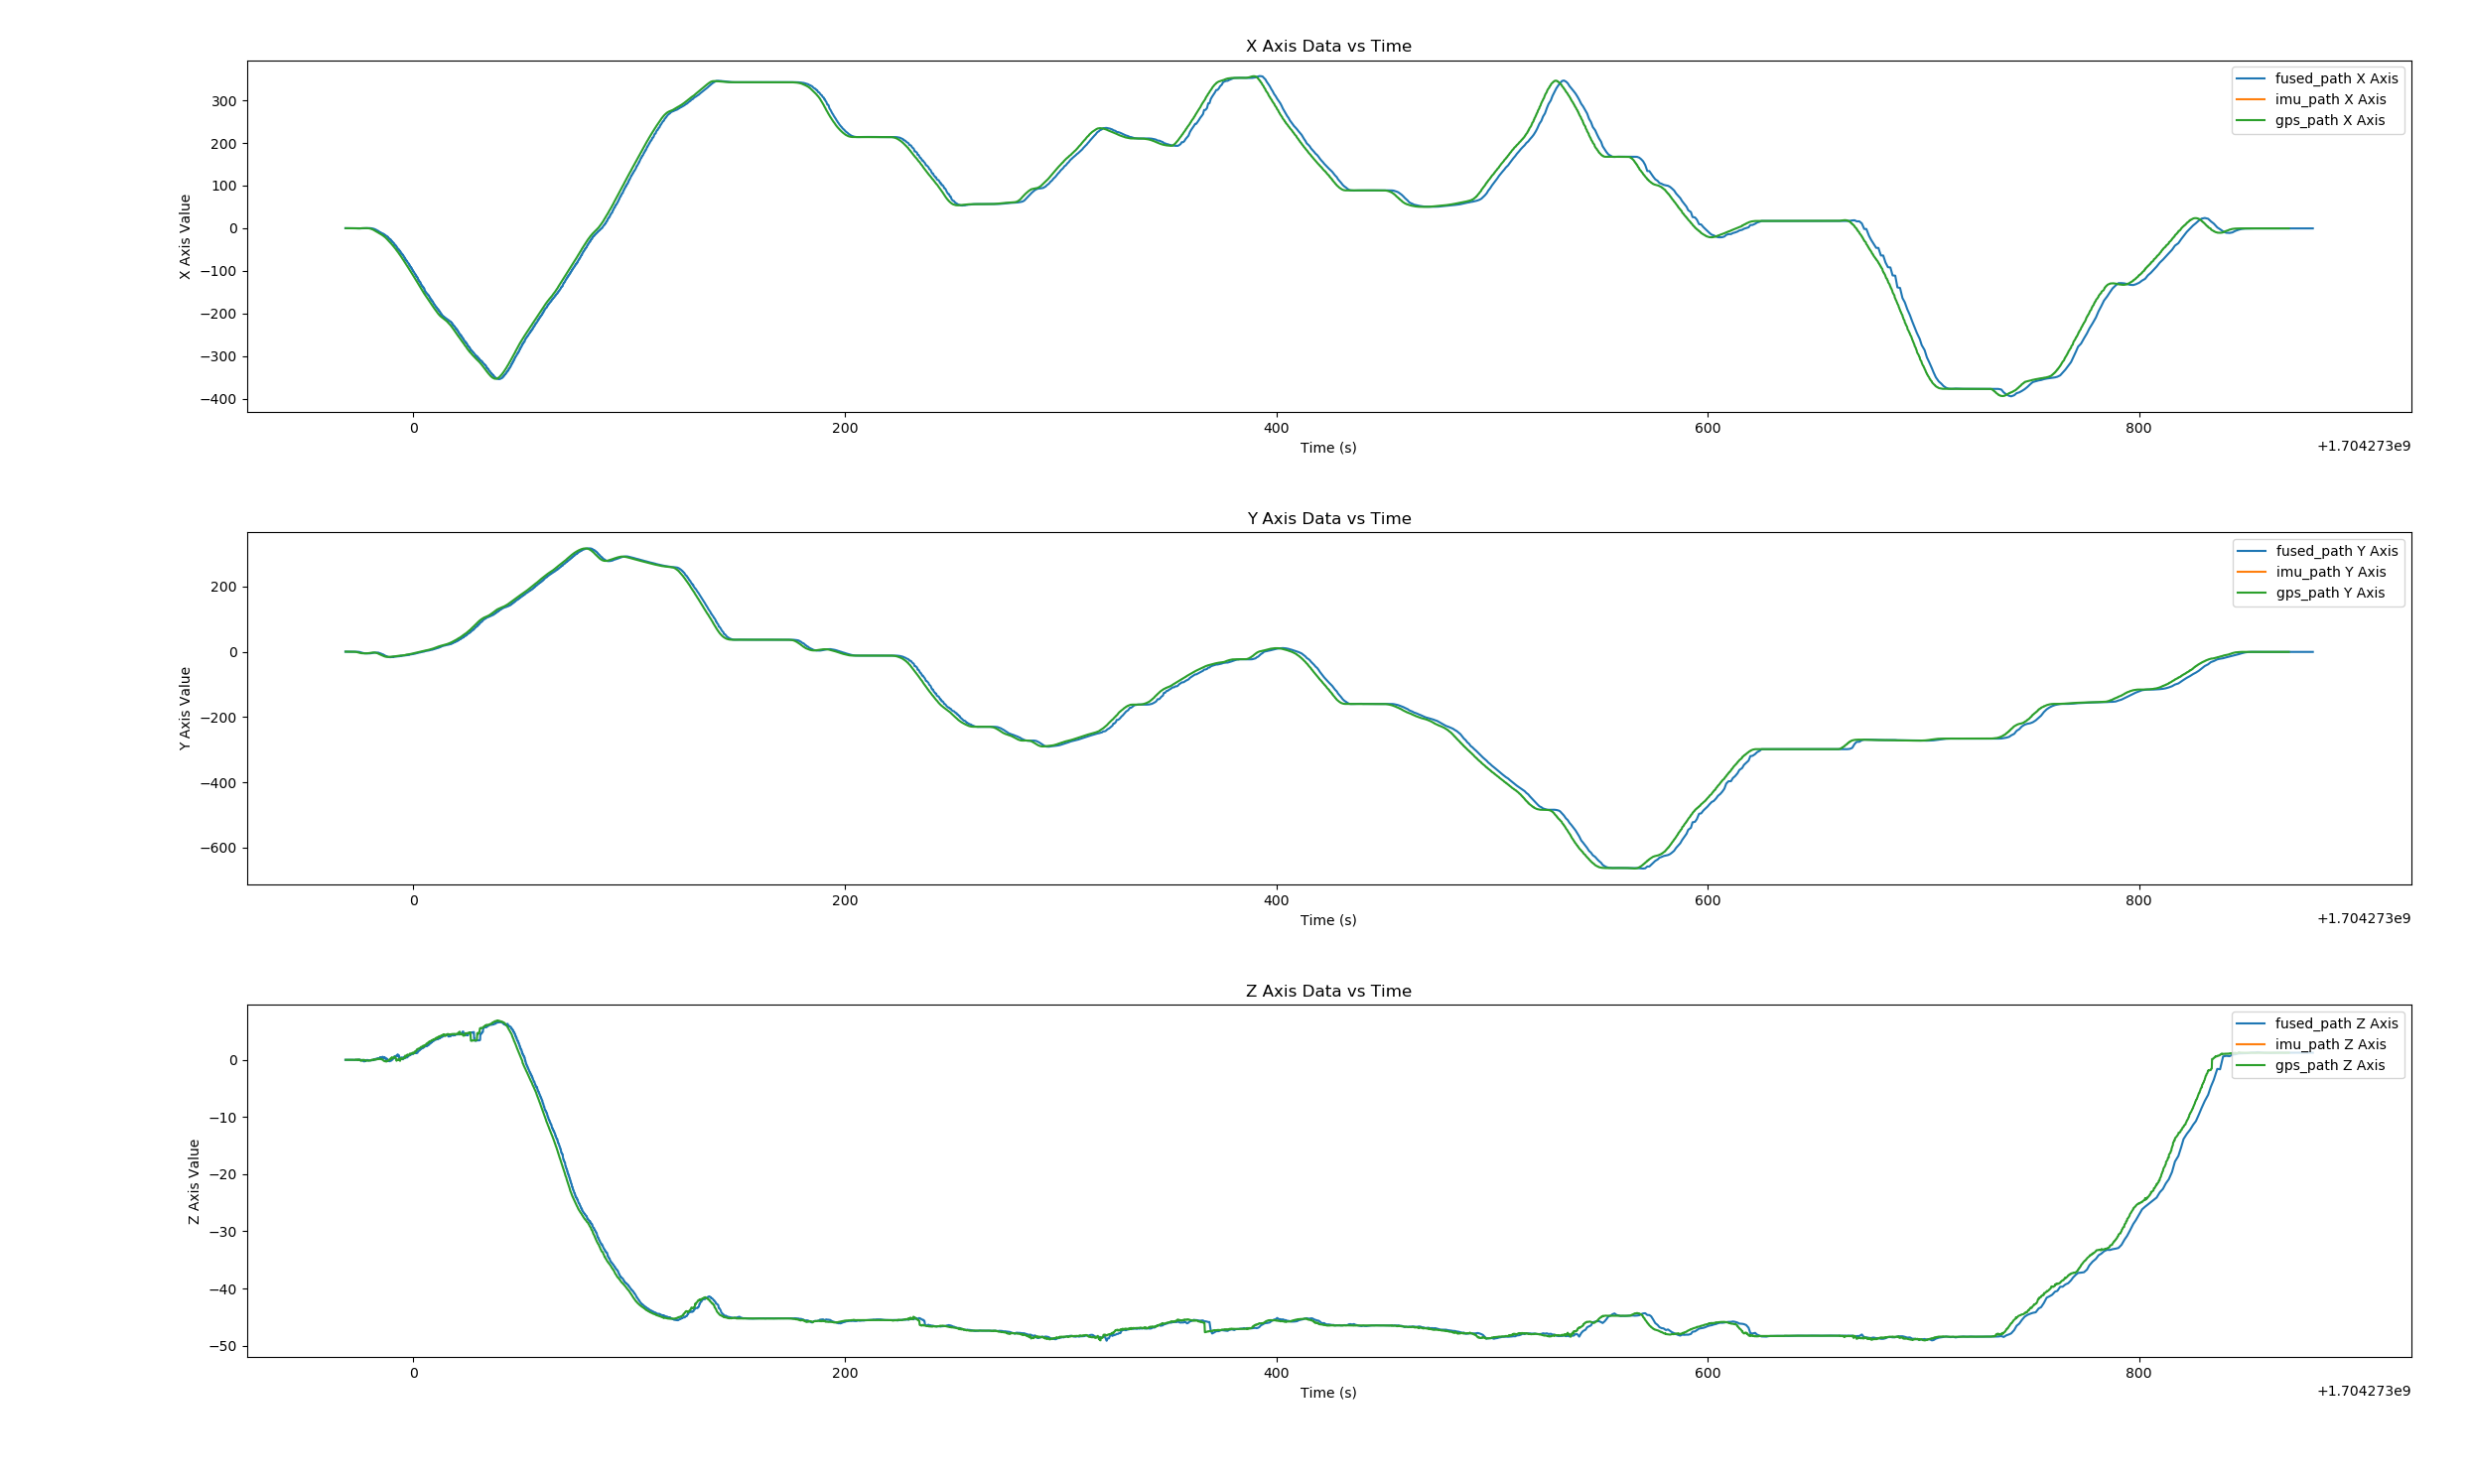 X Axis Data vs Time
300
200
100
0
−100
−200
−300
−400
X Axis Value
fused_path X Axis
imu_path X Axis
gps_path X Axis
0 200 400 600 800
Time (s)
+1.704273e9
Y Axis Data vs Time
200
0
−200
−400
−600
Y Axis Value
fused_path Y Axis
imu_path Y Axis
gps_path Y Axis
0 200 400 600 800
Time (s)
+1.704273e9
Z Axis Data vs Time
0
−10
−20
−30
−40
−50
Z Axis Value
fused_path Z Axis
imu_path Z Axis
gps_path Z Axis
0 200 400 600 800
Time (s)
+1.704273e9